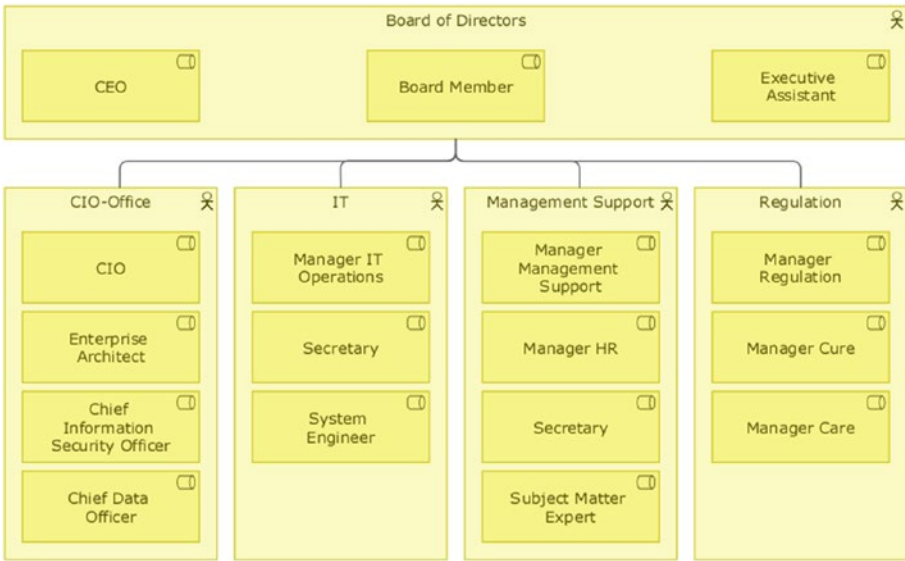 Board of Directors
CEO
Board Member
Executive
Assistant
CIO-Office
CIO
Enterprise
Architect
Chief
Information
Security Officer
Chief Data
Officer
IT
Manager IT
Operations
Secretary
System
Engineer
Management Support
Manager
Management
Support
Manager HR
Secretary
Subject Matter
Expert
Regulation
Manager
Regulation
Manager Cure
Manager Care